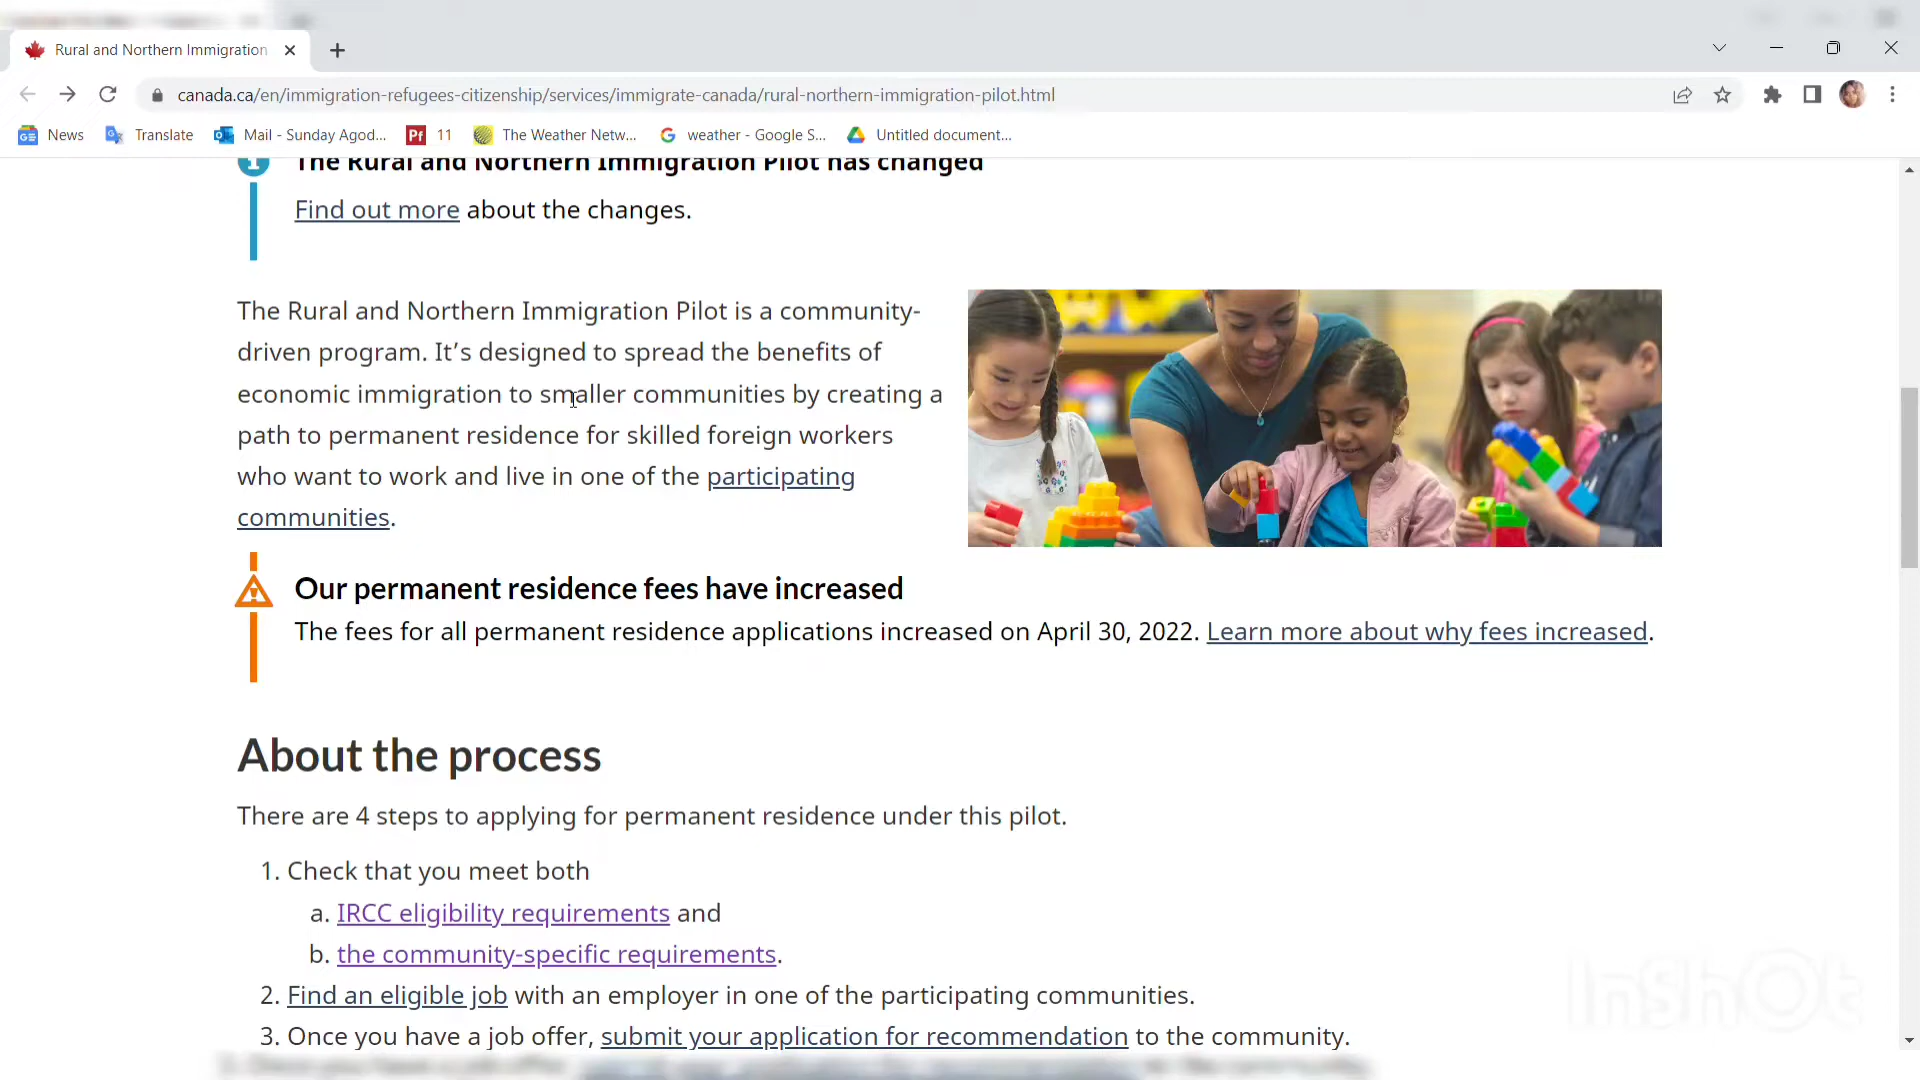 Rural and Northern Immigration
canada.ca/en/immigration-refugees-citizenship/services/immigrate-canada/rural-northern-immigration-pilot.html
News Translate Mail - Sunday Agod... Pf 11 The Weather Netw... weather - Google S... Untitled document...
The Rural and Northern Immigration Pilot has changed
Find out more about the changes.
The Rural and Northern Immigration Pilot is a community-
driven program. It’s designed to spread the benefits of
economic immigration to smaller communities by creating a
path to permanent residence for skilled foreign workers
who want to work and live in one of the participating
communities.
Our permanent residence fees have increased
The fees for all permanent residence applications increased on April 30, 2022. Learn more about why fees increased.
About the process
There are 4 steps to applying for permanent residence under this pilot.
1. Check that you meet both
a. IRCC eligibility requirements and
b. the community-specific requirements.
2. Find an eligible job with an employer in one of the participating communities.
3. Once you have a job offer, submit your application for recommendation to the community.
InShOt